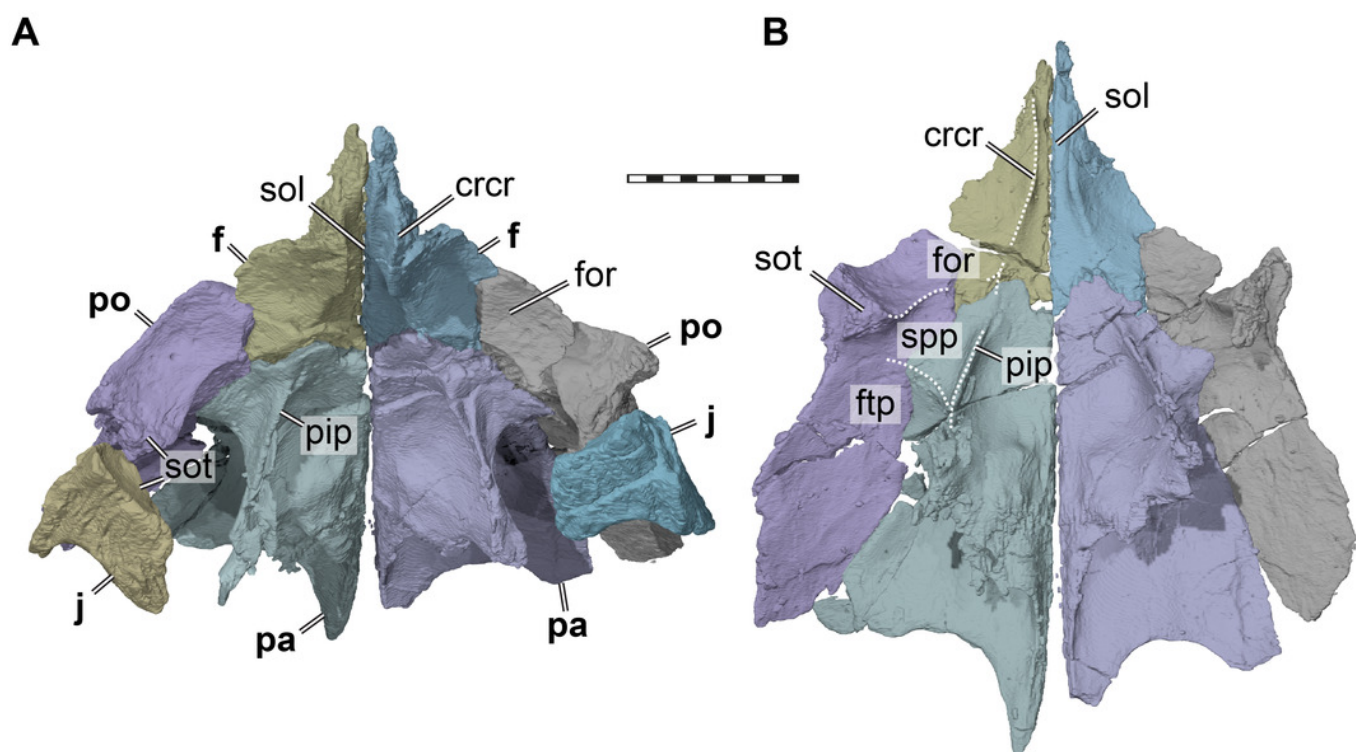 A
B
sol
crcr
f
f
for
po
po
pip
sot
j
j
pa
pa
sol
crcr
sot
for
spp
pip
ftp